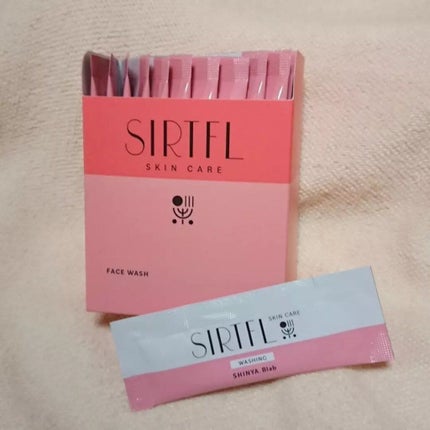 SIRTFL
SKIN CARE
FACE WASH
SKIN CARE
SIRTFL
WASHING
SHINYA.Blab